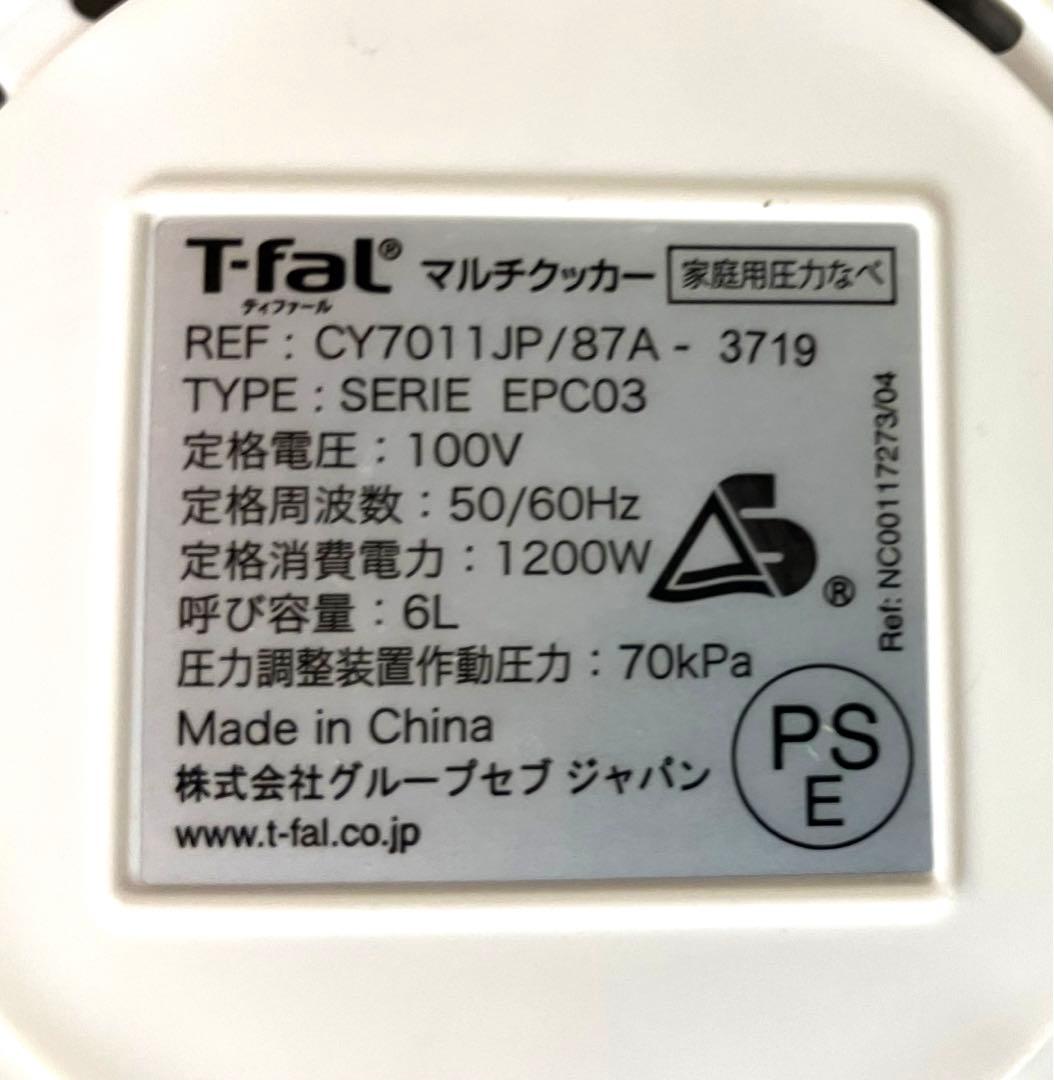 T-fal® マルチクッカー 家庭用圧力なべ
ティファール
REF : CY7011JP/87A - 3719
TYPE : SERIE EPC03
定格電圧：100V
定格周波数：50/60Hz
定格消費電力：1200W
呼び容量：6L
圧力調整装置作動圧力：70kPa
Made in China
株式会社グループセブ ジャパン
www.t-fal.co.jp
S®
PS
E
Ref: NC00117273/04